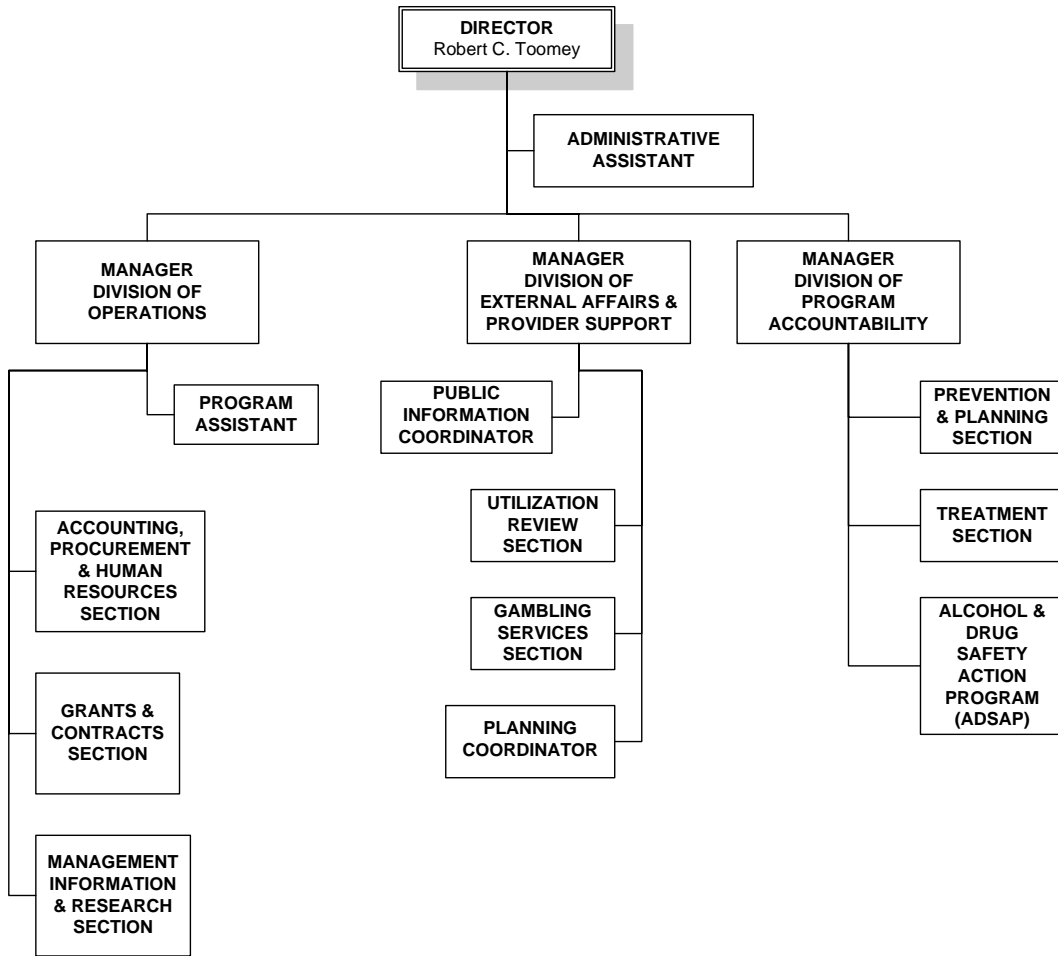 DIRECTOR
Robert C. Toomey
ADMINISTRATIVE
ASSISTANT
MANAGER
DIVISION OF
OPERATIONS
MANAGER
DIVISION OF
EXTERNAL AFFAIRS &
PROVIDER SUPPORT
MANAGER
DIVISION OF
PROGRAM
ACCOUNTABILITY
PROGRAM
ASSISTANT
ACCOUNTING,
PROCUREMENT
& HUMAN
RESOURCES
SECTION
GRANTS &
CONTRACTS
SECTION
MANAGEMENT
INFORMATION
& RESEARCH
SECTION
PUBLIC
INFORMATION
COORDINATOR
UTILIZATION
REVIEW
SECTION
GAMBLING
SERVICES
SECTION
PLANNING
COORDINATOR
PREVENTION
& PLANNING
SECTION
TREATMENT
SECTION
ALCOHOL &
DRUG
SAFETY
ACTION
PROGRAM
(ADSAP)